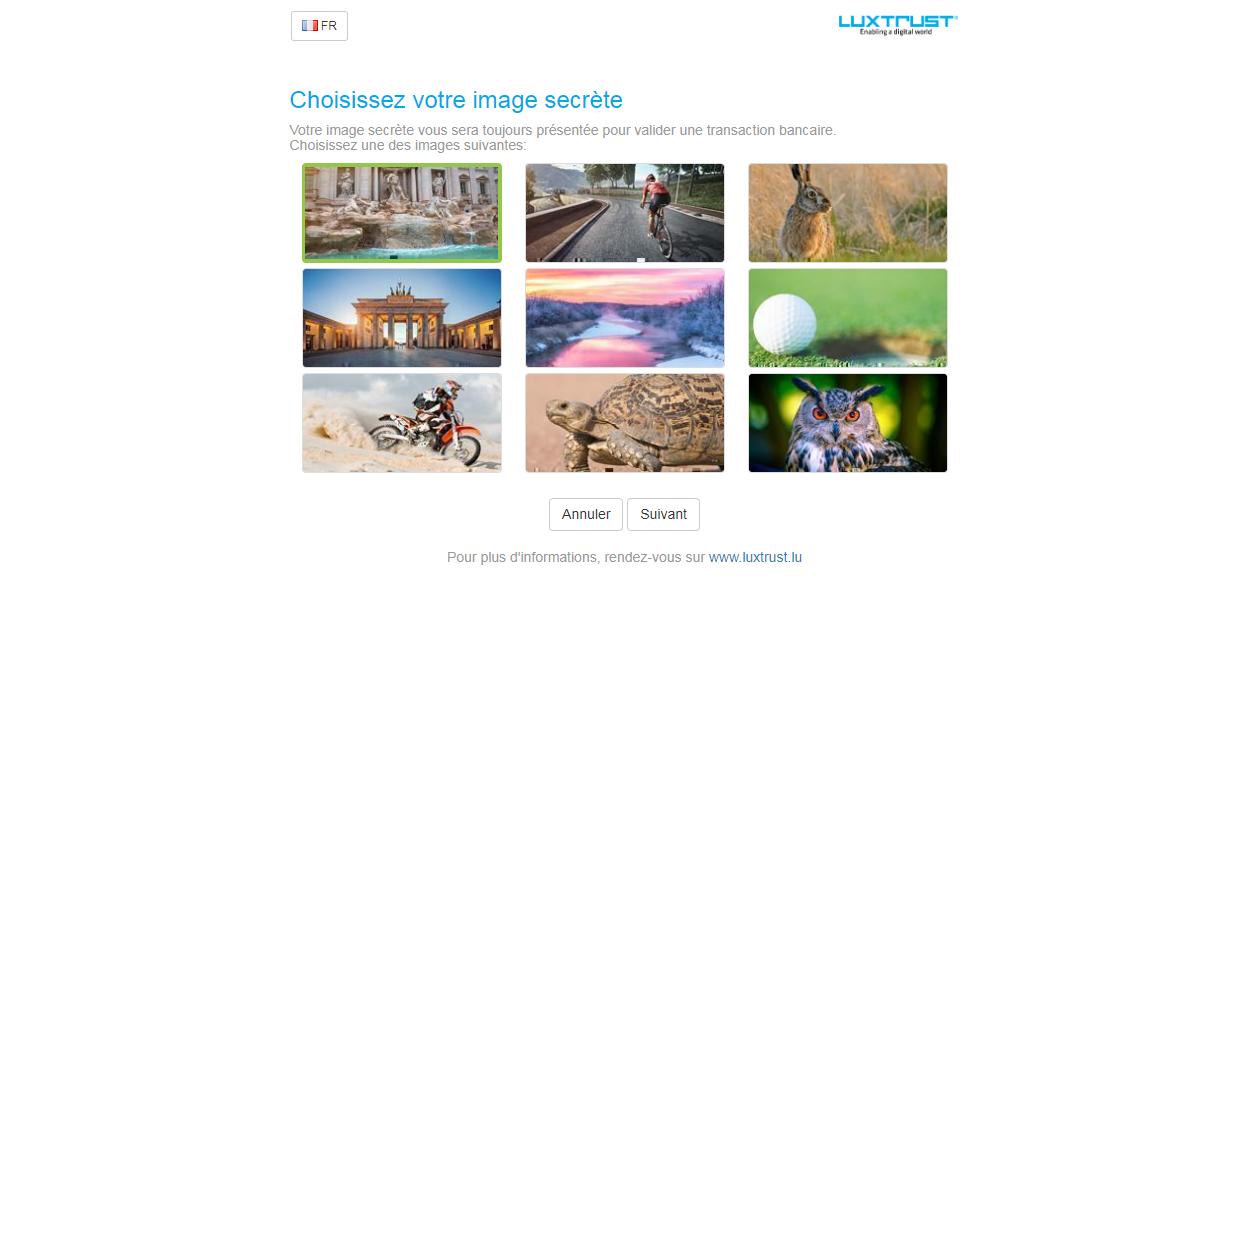 FR
LUXTRUST
Enabling a digital world
Choisissez votre image secrète
Votre image secrète vous sera toujours présentée pour valider une transaction bancaire.
Choisissez une des images suivantes:
Annuler
Suivant
Pour plus d'informations, rendez-vous sur www.luxtrust.lu